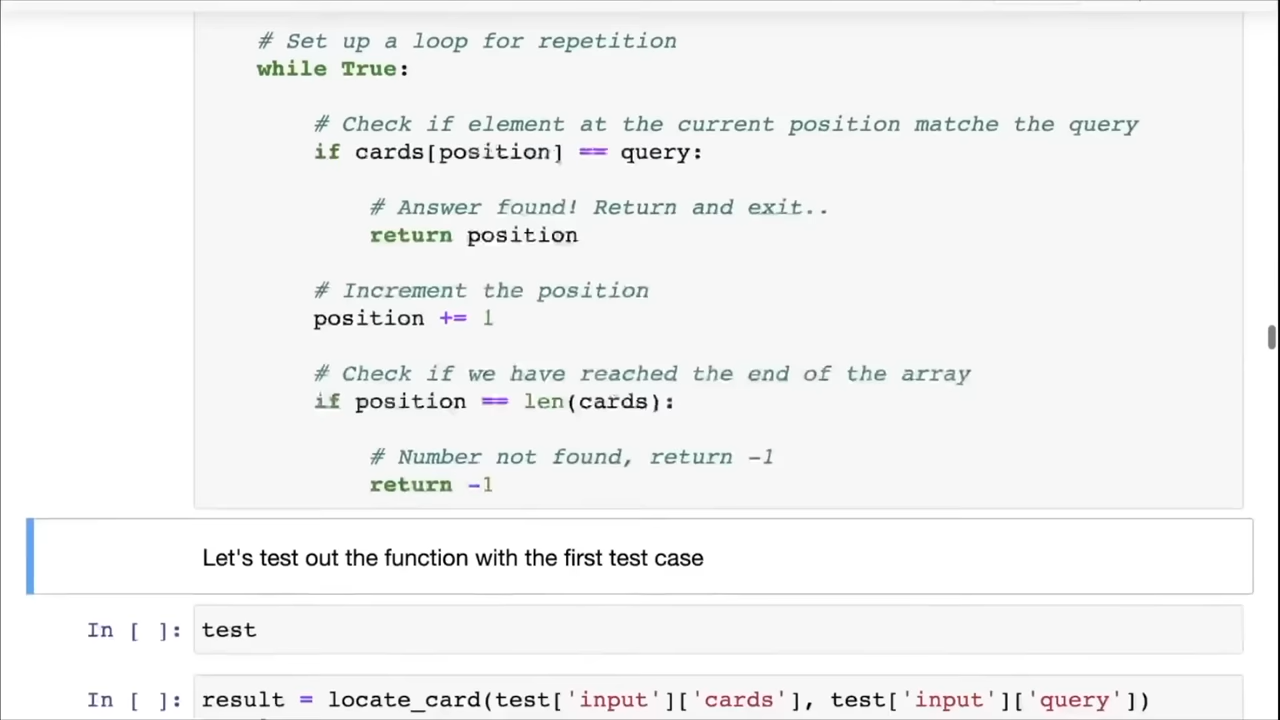 # Set up a loop for repetition
while True:
# Check if element at the current position matche the query
if cards[position] == query:
# Answer found! Return and exit..
return position
# Increment the position
position += 1
# Check if we have reached the end of the array
if position == len(cards):
# Number not found, return -1
return -1
Let's test out the function with the first test case
In [ ]: test
In [ ]: result = locate_card(test['input']['cards'], test['input']['query'])